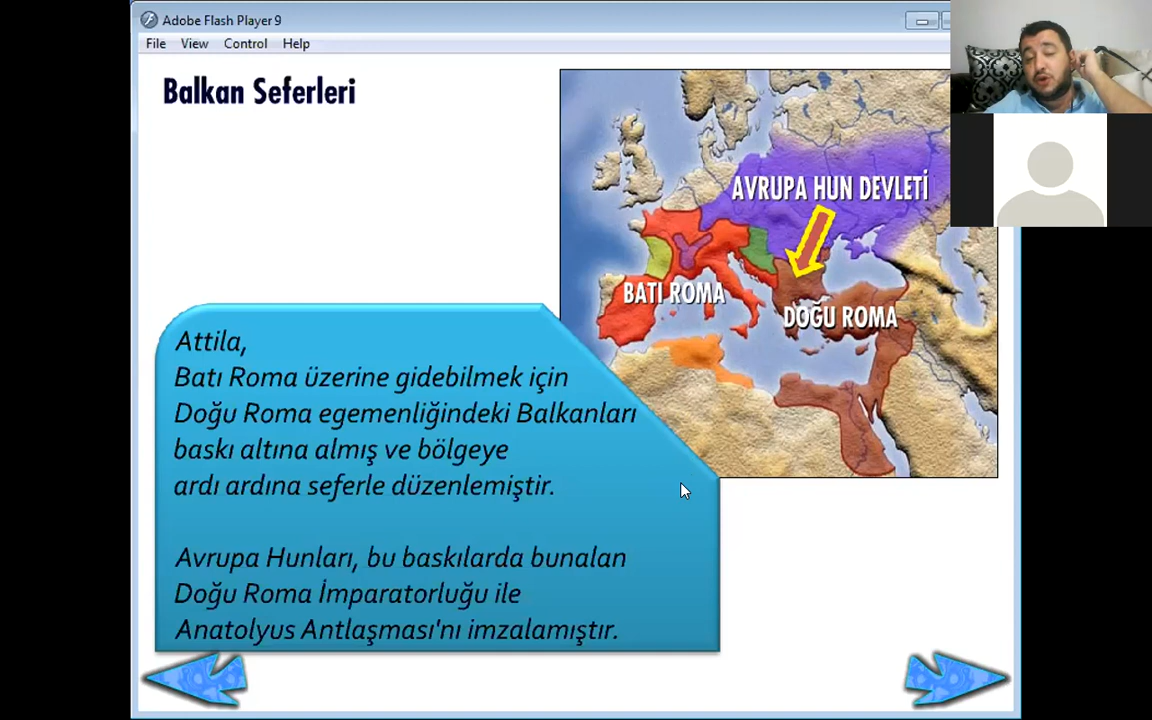 Adobe Flash Player 9
File View Control Help
Balkan Seferleri
AVRUPA HUN DEVLETİ
BATI ROMA
DOĞU ROMA
Attila,
Batı Roma üzerine gidebilmek için
Doğu Roma egemenliğindeki Balkanları
baskı altına almış ve bölgeye
ardı ardına seferle düzenlemiştir.
Avrupa Hunları, bu baskılarda bunalan
Doğu Roma İmparatorluğu ile
Anatolyus Antlaşması'nı imzalamıştır.